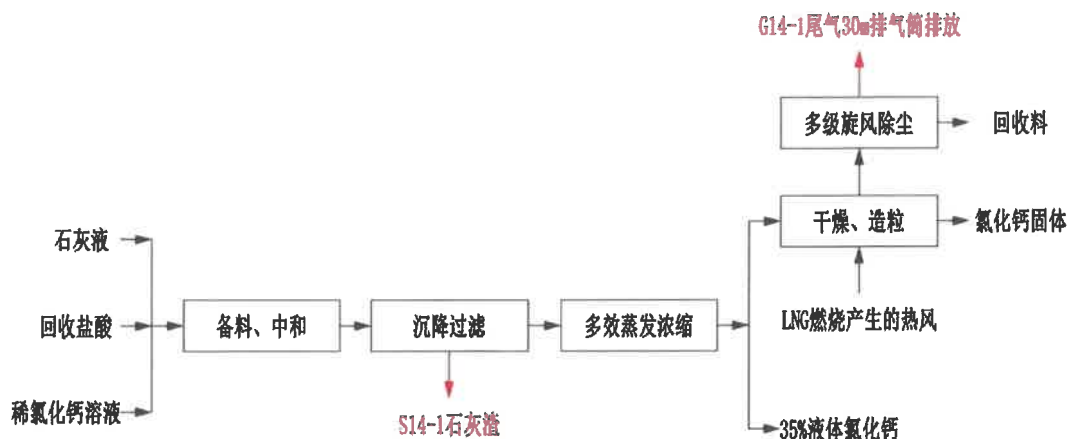 G14-1尾气30m排气筒排放
多级旋风除尘
回收料
石灰液
干燥、造粒
氯化钙固体
回收盐酸
备料、中和
沉降过滤
多效蒸发浓缩
LNG燃烧产生的热风
稀氯化钙溶液
S14-1石灰渣
35%液体氯化钙